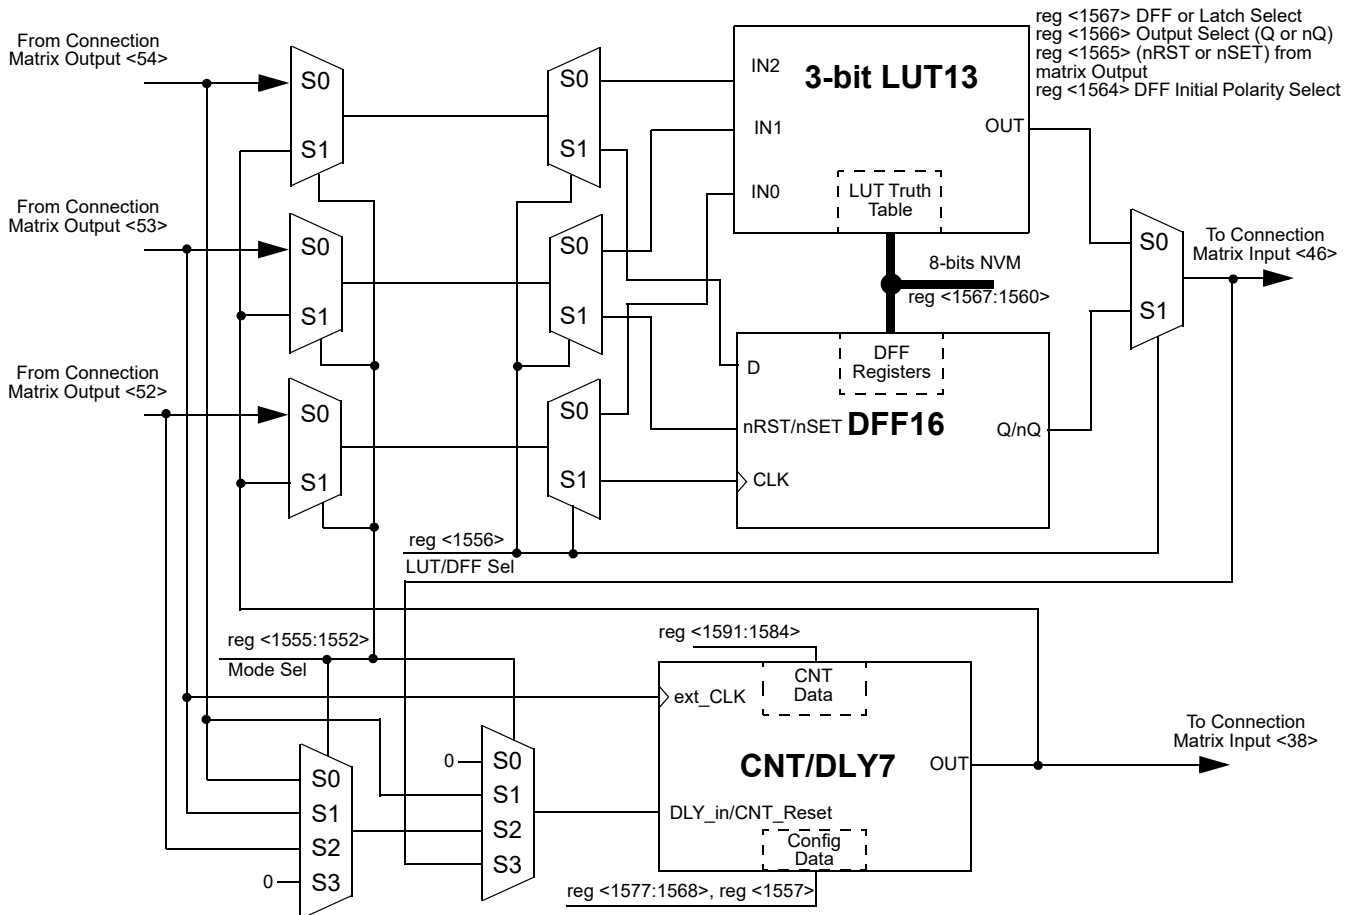 reg <1567> DFF or Latch Select
reg <1566> Output Select (Q or nQ)
reg <1565> (nRST or nSET) from
matrix Output
reg <1564> DFF Initial Polarity Select
From Connection
Matrix Output <54>
S0
S1
S0
S1
IN2
3-bit LUT13
IN1
OUT
IN0
LUT Truth
Table
From Connection
Matrix Output <53>
S0
S1
S0
S1
8-bits NVM
reg <1567:1560>
S0
S1
To Connection
Matrix Input <46>
From Connection
Matrix Output <52>
S0
S1
S0
S1
DFF
Registers
D
nRST/nSET
DFF16
Q/nQ
CLK
reg <1556>
LUT/DFF Sel
reg <1555:1552>
Mode Sel
reg <1591:1584>
CNT
Data
ext_CLK
CNT/DLY7
OUT
To Connection
Matrix Input <38>
DLY_in/CNT_Reset
Config
Data
reg <1577:1568>, reg <1557>
S0
S1
S2
0
S3
0
S0
S1
S2
S3